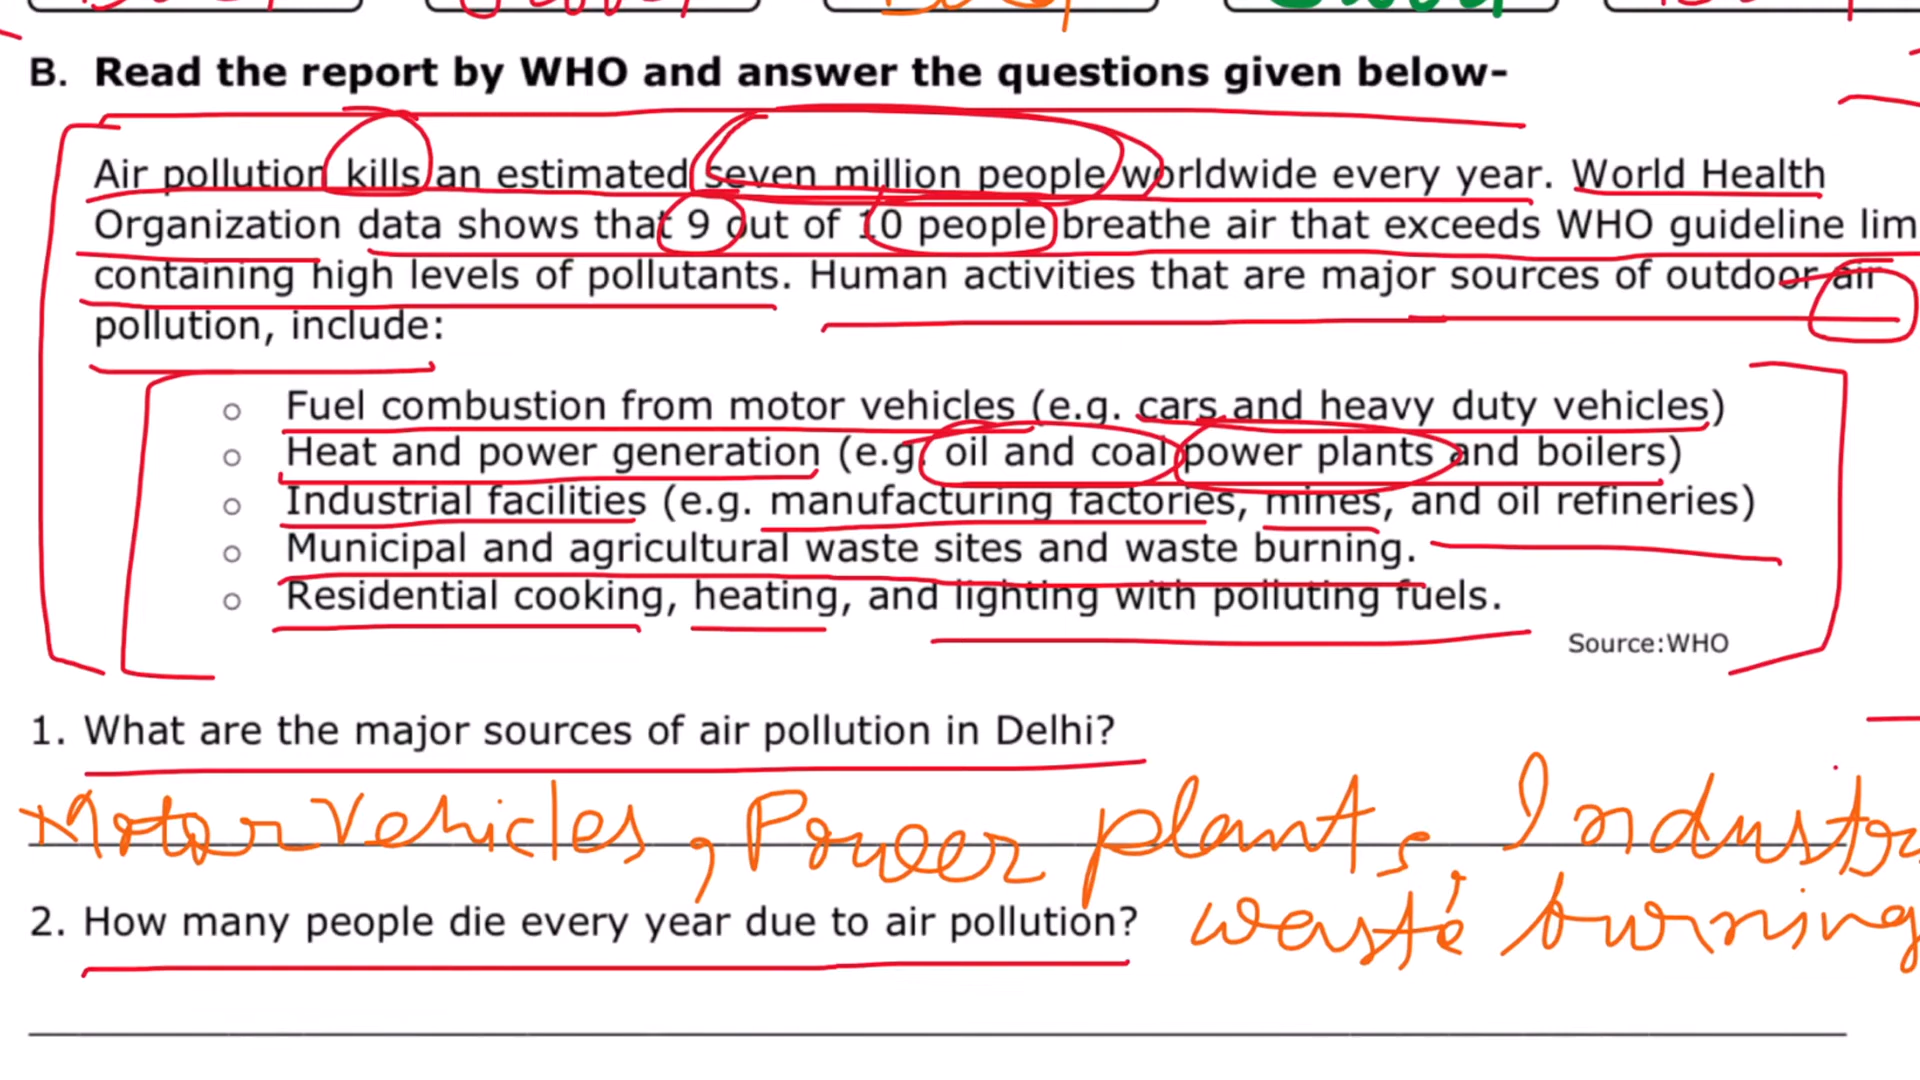 B. Read the report by WHO and answer the questions given below-
Air pollution kills an estimated seven million people worldwide every year. World Health
Organization data shows that 9 out of 10 people breathe air that exceeds WHO guideline lim
containing high levels of pollutants. Human activities that are major sources of outdoor air
pollution, include:
○ Fuel combustion from motor vehicles (e.g. cars and heavy duty vehicles)
○ Heat and power generation (e.g. oil and coal power plants and boilers)
○ Industrial facilities (e.g. manufacturing factories, mines, and oil refineries)
○ Municipal and agricultural waste sites and waste burning.
○ Residential cooking, heating, and lighting with polluting fuels.
Source:WHO
1. What are the major sources of air pollution in Delhi?
Motor Vehicles, Power plants, Industr
waste burning
2. How many people die every year due to air pollution?